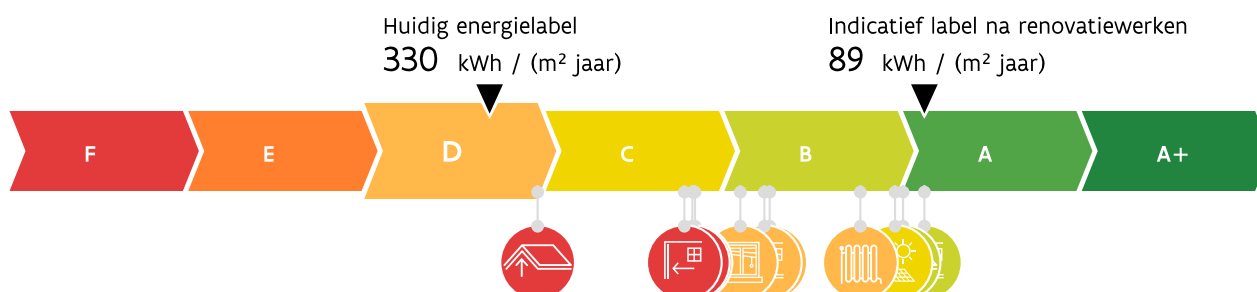 Huidig energielabel
330 kWh / (m² jaar)
Indicatief label na renovatiewerken
89 kWh / (m² jaar)
F E D C B A A+